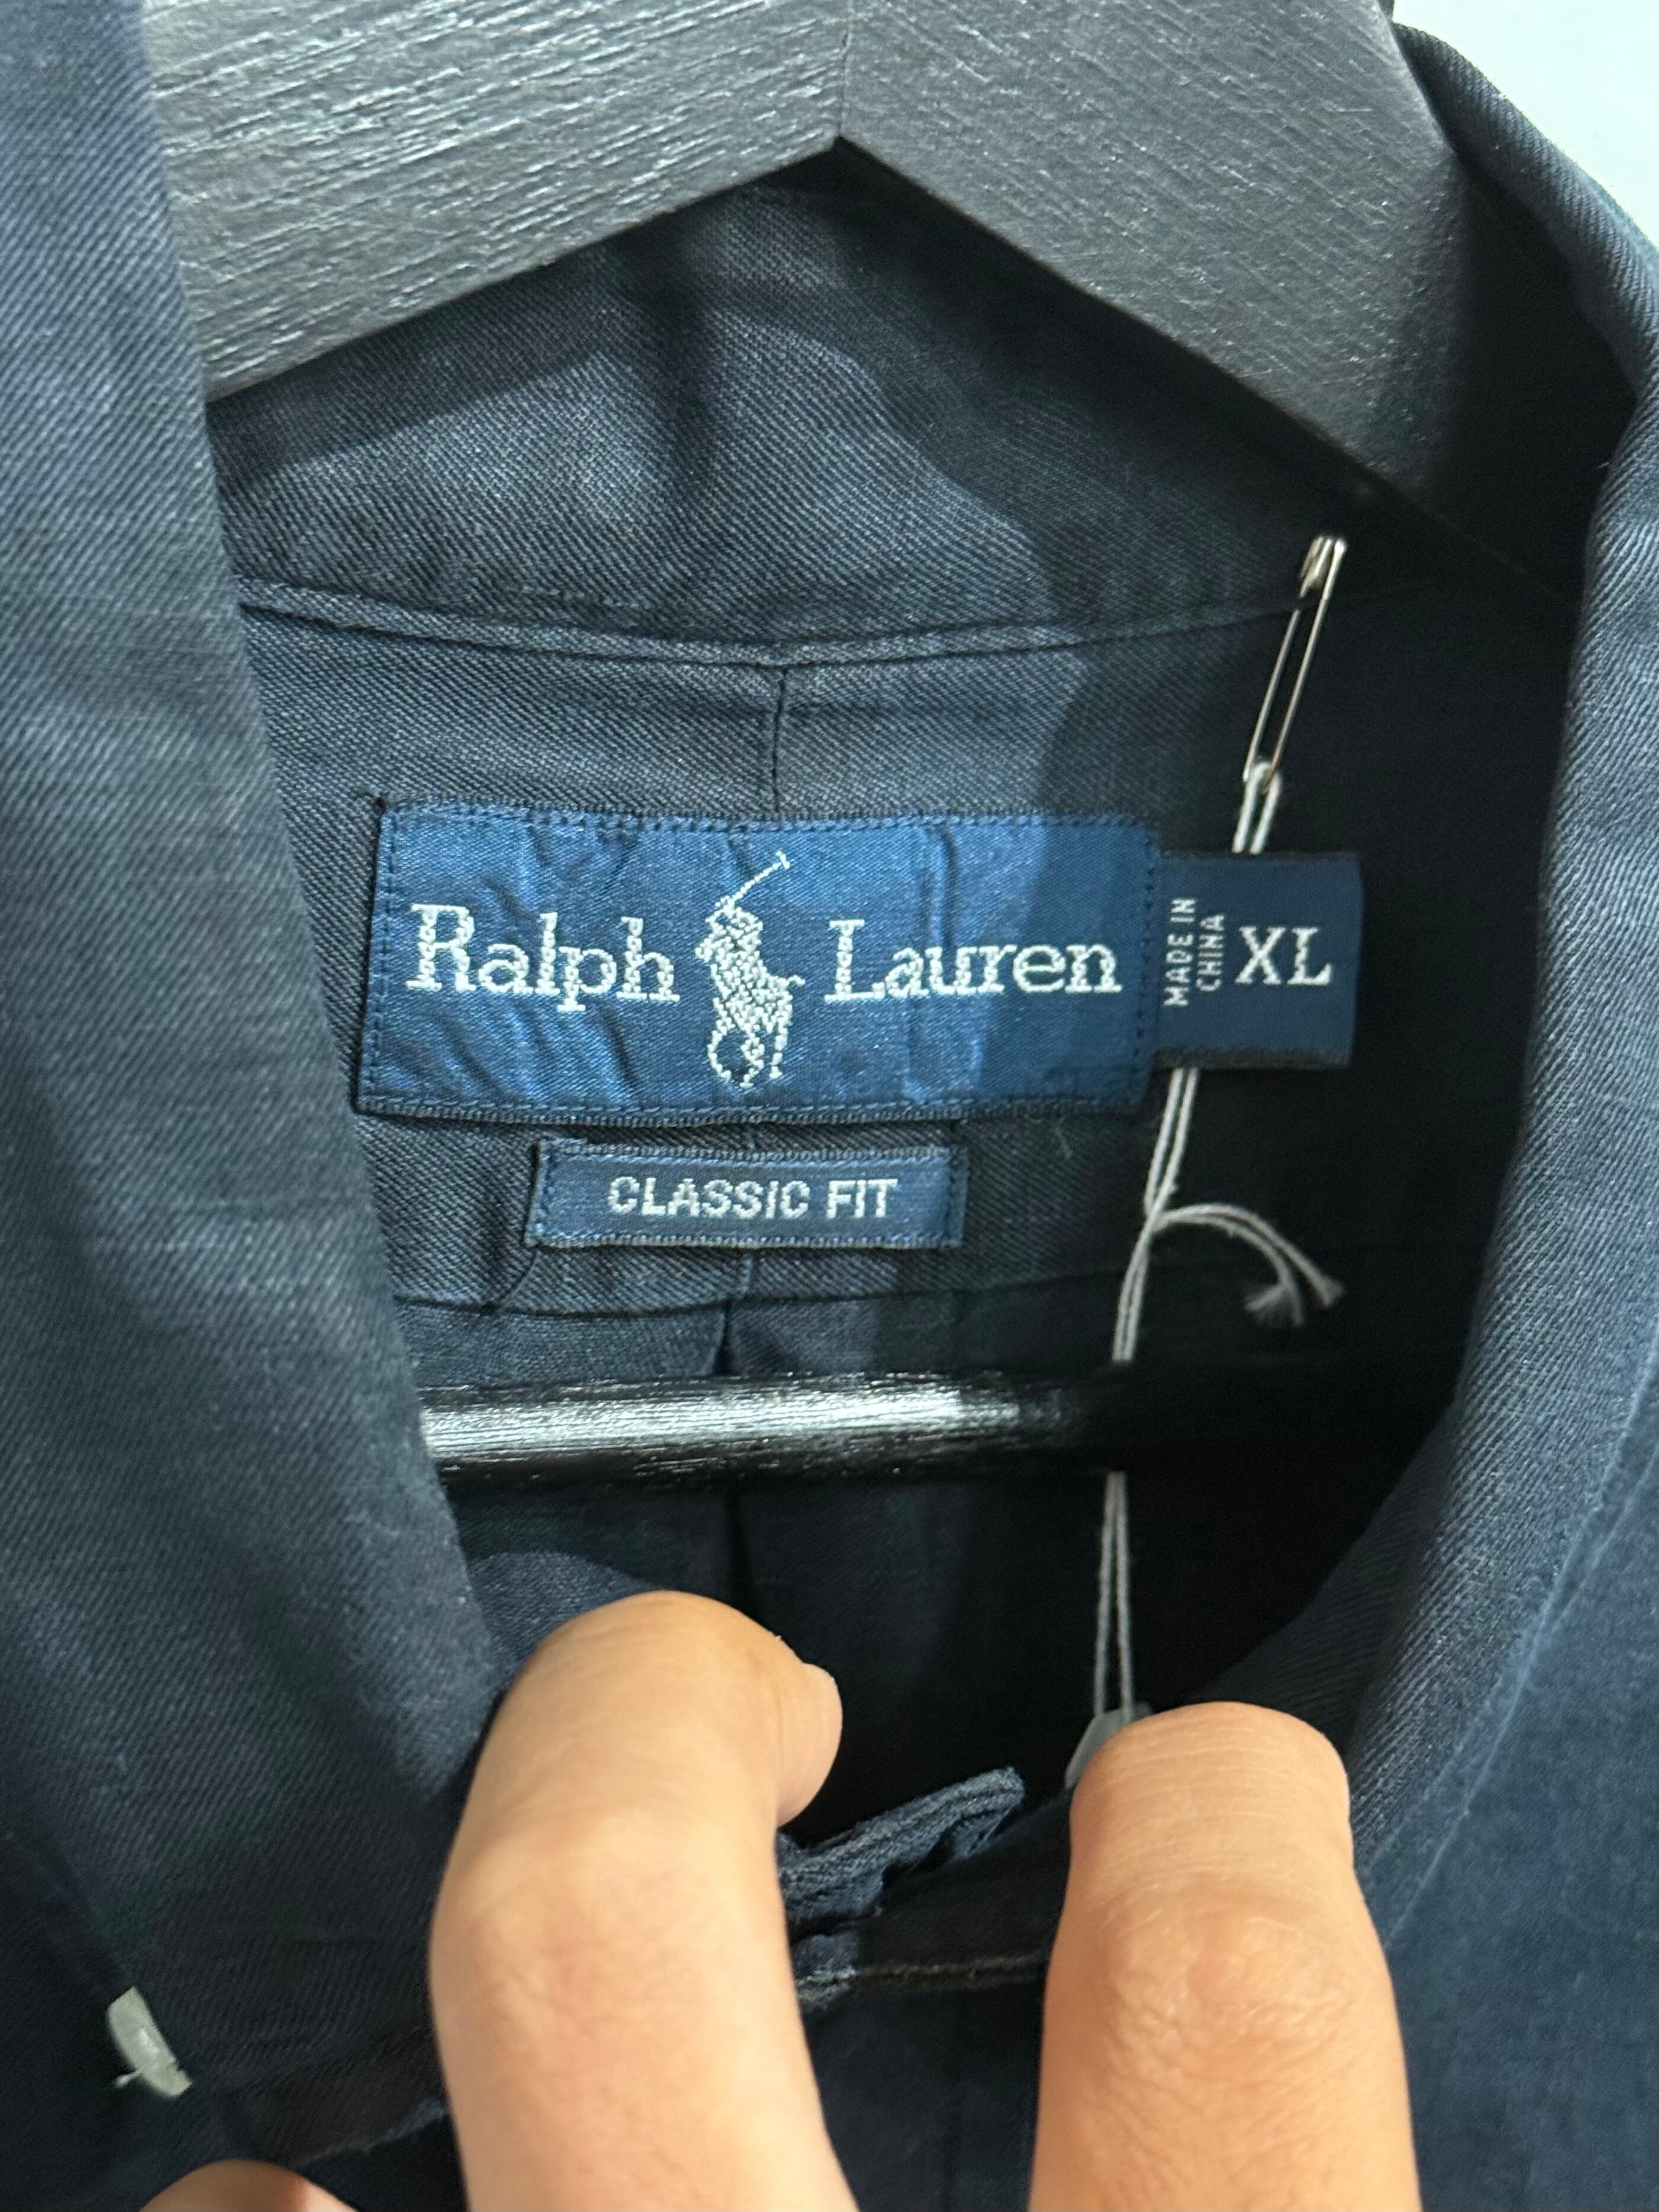 Ralph Lauren
MADE IN
CHINA
XL
CLASSIC FIT